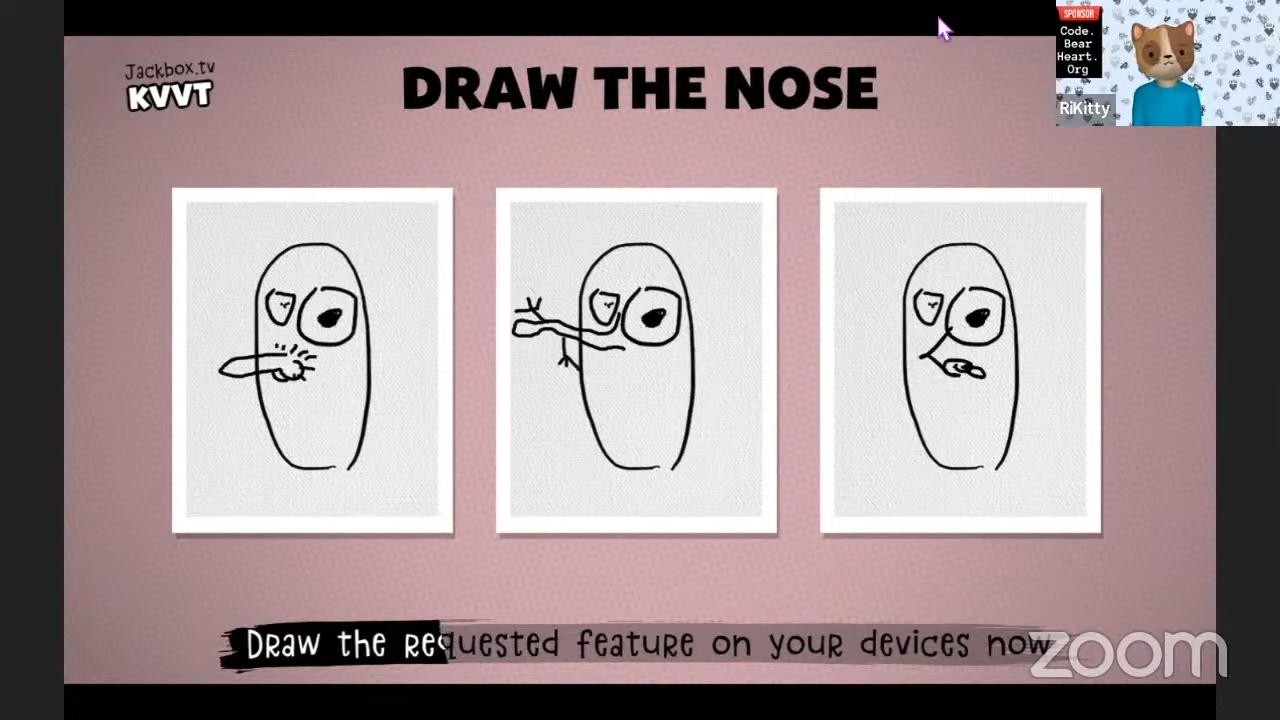 Jackbox.tv
KVVT
DRAW THE NOSE
SPONSOR
Code.
Bear
Heart.
Org
RiKitty
Draw the requested feature on your devices now
zoom